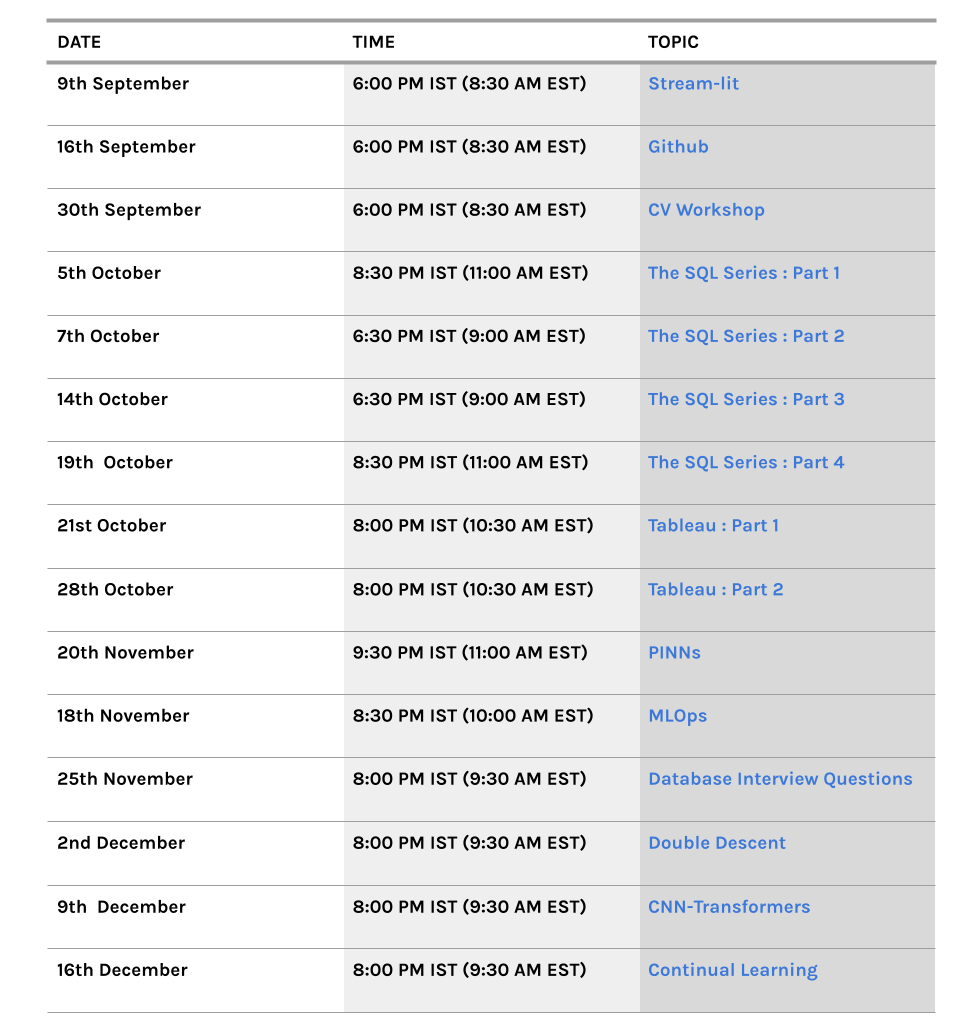 DATE TIME TOPIC
9th September 6:00 PM IST (8:30 AM EST) Stream-lit
16th September 6:00 PM IST (8:30 AM EST) Github
30th September 6:00 PM IST (8:30 AM EST) CV Workshop
5th October 8:30 PM IST (11:00 AM EST) The SQL Series : Part 1
7th October 6:30 PM IST (9:00 AM EST) The SQL Series : Part 2
14th October 6:30 PM IST (9:00 AM EST) The SQL Series : Part 3
19th  October 8:30 PM IST (11:00 AM EST) The SQL Series : Part 4
21st October 8:00 PM IST (10:30 AM EST) Tableau : Part 1
28th October 8:00 PM IST (10:30 AM EST) Tableau : Part 2
20th November 9:30 PM IST (11:00 AM EST) PINNs
18th November 8:30 PM IST (10:00 AM EST) MLOps
25th November 8:00 PM IST (9:30 AM EST) Database Interview Questions
2nd December 8:00 PM IST (9:30 AM EST) Double Descent
9th  December 8:00 PM IST (9:30 AM EST) CNN-Transformers
16th December 8:00 PM IST (9:30 AM EST) Continual Learning